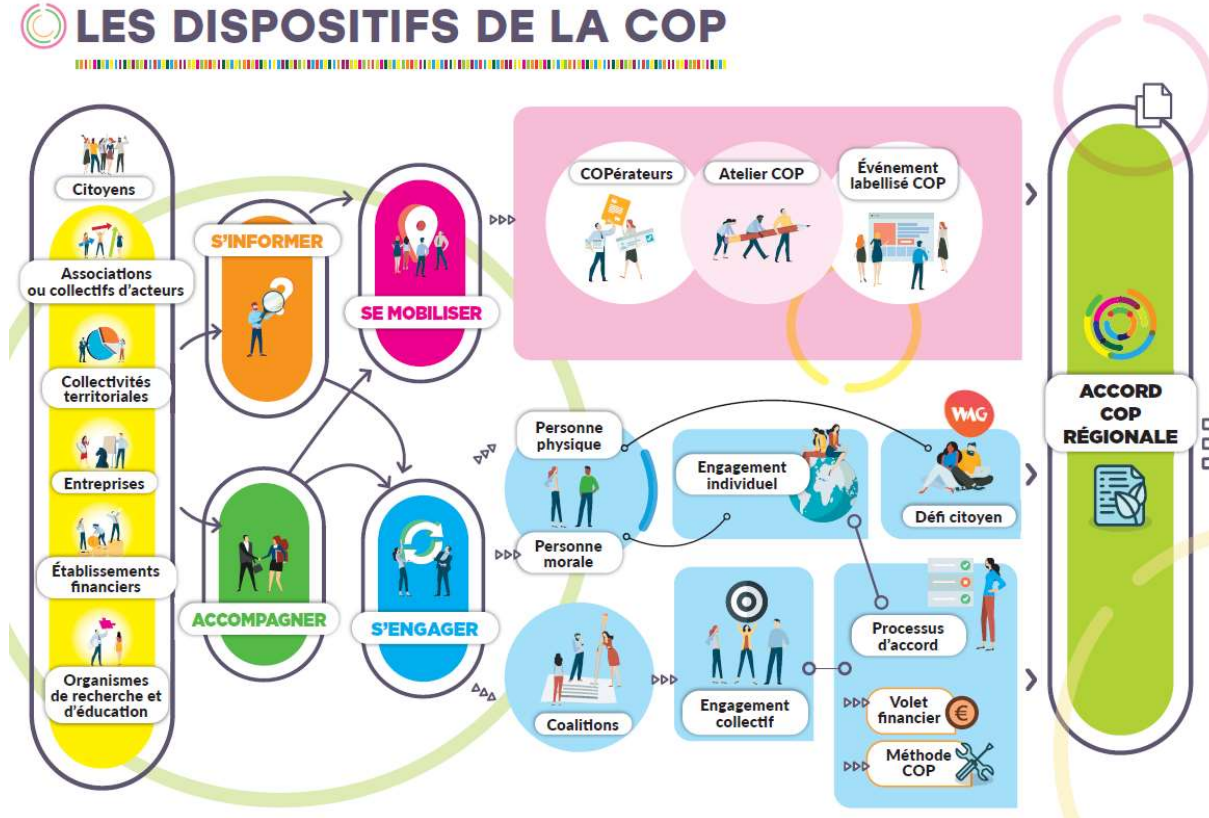 LES DISPOSITIFS DE LA COP
Citoyens
Associations
ou collectifs d'acteurs
Collectivités
territoriales
Entreprises
Établissements
financiers
Organismes
de recherche et
d'éducation
S'INFORMER
ACCOMPAGNER
SE MOBILISER
S'ENGAGER
COPérateurs
Atelier COP
Événement
labellisé COP
Personne
physique
Personne
morale
Engagement
individuel
WAG
Défi citoyen
Coalitions
Engagement
collectif
Processus
d'accord
Volet
financier
€
Méthode
COP
ACCORD
COP
RÉGIONALE